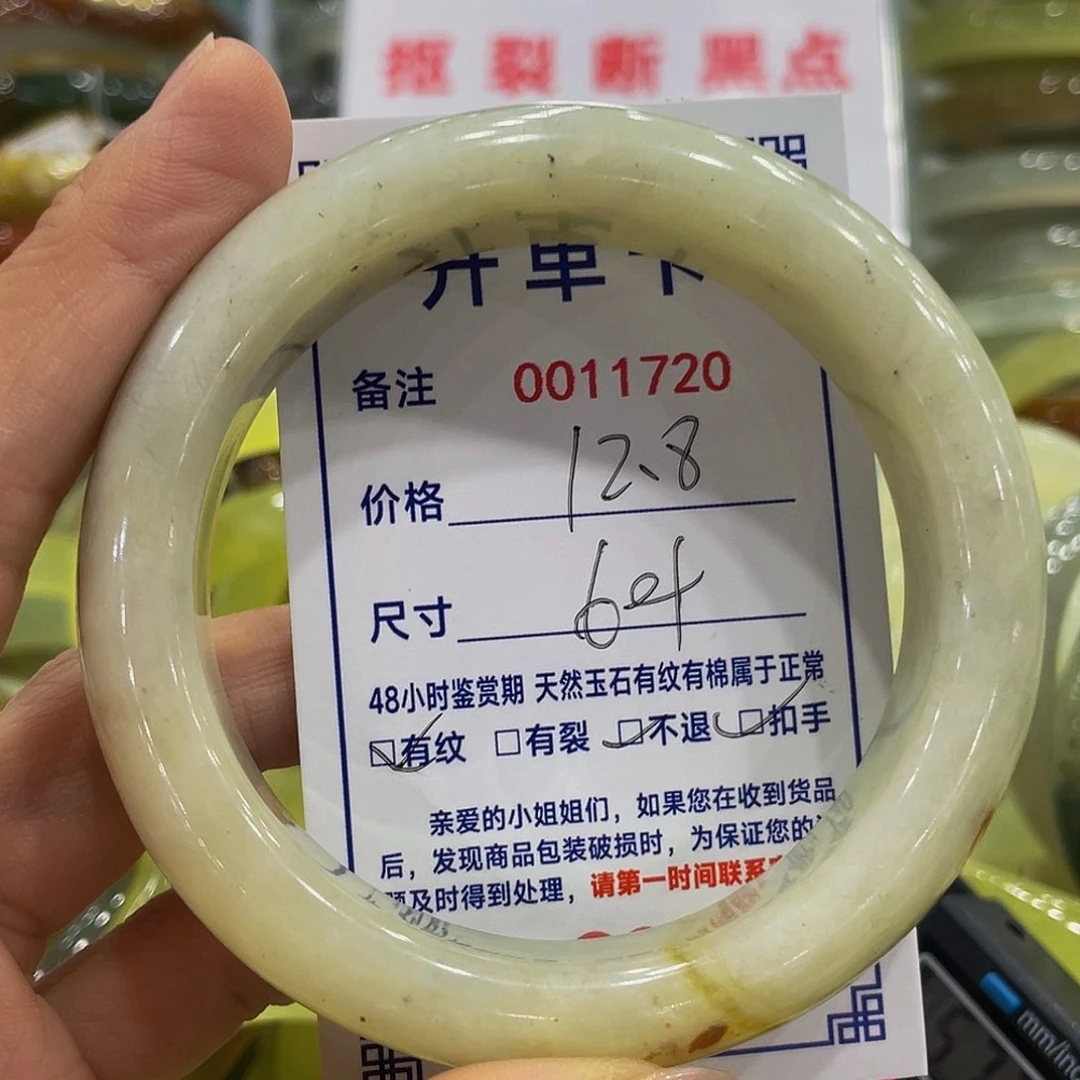 抠裂断黑点
开单卡
备注 0011720
价格 12.8
尺寸 64
48小时鉴赏期 天然玉石有纹有棉属于正常
☑有纹 □有裂 ☑不退 ☑扣手
亲爱的小姐姐们，如果您在收到货品
后，发现商品包装破损时，为保证您的
题及时得到处理，请第一时间联系
mm/inc